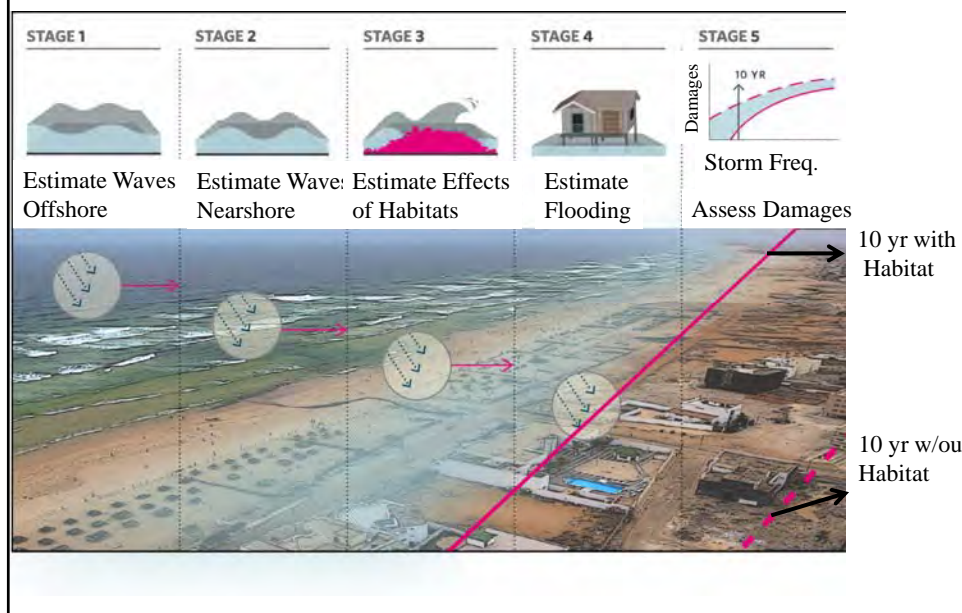 STAGE 1
STAGE 2
STAGE 3
STAGE 4
STAGE 5
Damages
10 YR
Storm Freq.
Estimate Waves
Offshore
Estimate Waves
Nearshore
Estimate Effects
of Habitats
Estimate
Flooding
Assess Damages
10 yr with
Habitat
10 yr w/ou
Habitat